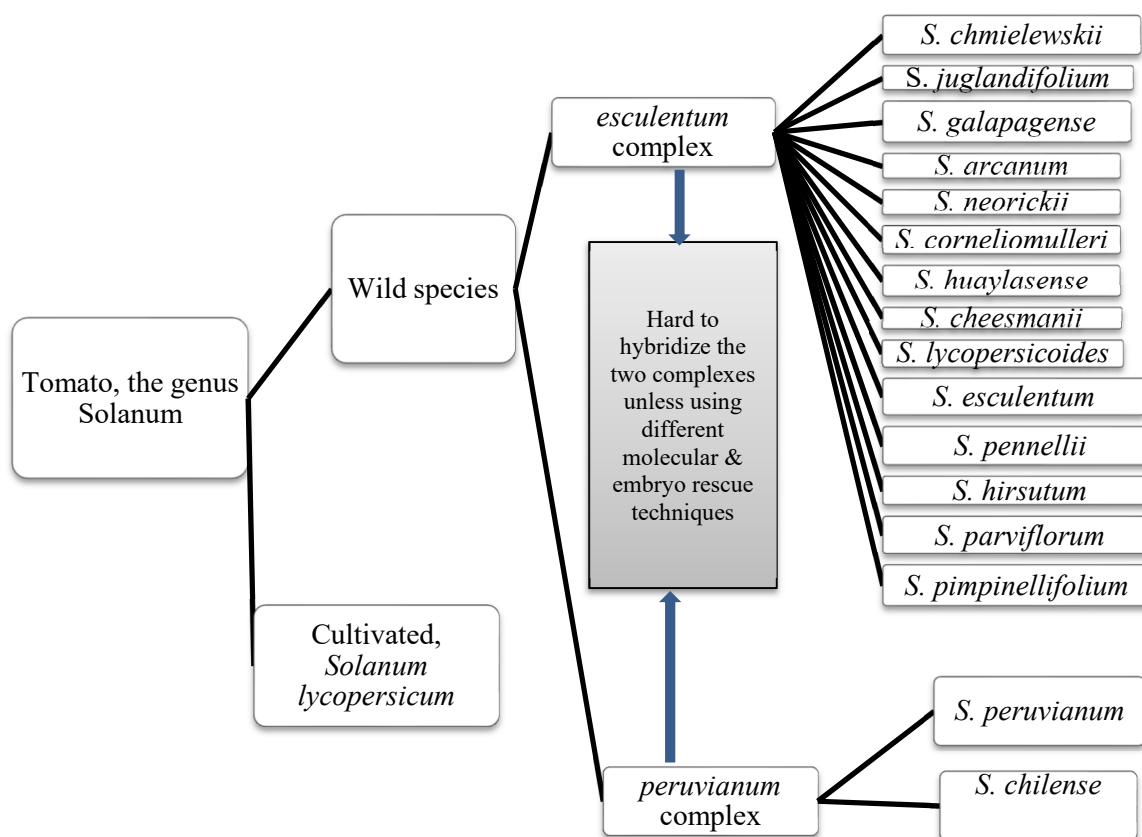 Tomato, the genus
Solanum
Wild species
Cultivated,
Solanum
lycopersicum
esculentum
complex
Hard to
hybridize the
two complexes
unless using
different
molecular &
embryo rescue
techniques
peruvianum
complex
S. chmielewskii
S. juglandifolium
S. galapagense
S. arcanum
S. neorickii
S. corneliomulleri
S. huaylasense
S. cheesmanii
S. lycopersicoides
S. esculentum
S. pennellii
S. hirsutum
S. parviflorum
S. pimpinellifolium
S. peruvianum
S. chilense